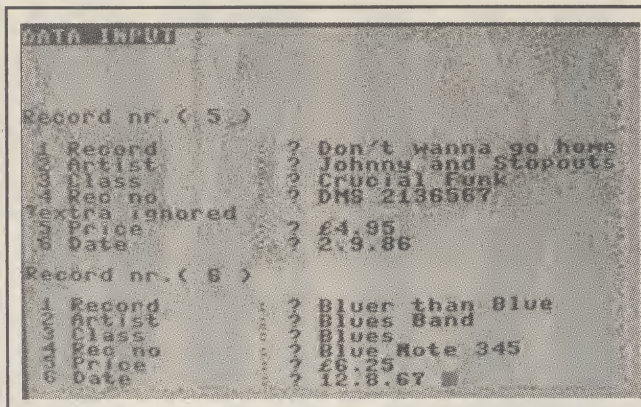 DATA INPUT
Record nr.( 5 )
1 Record ? Don't wanna go home
2 Artist ? Johnny and Stopouts
3 Class ? Crucial Funk
4 Rec no ? DMS 2136567
?extra ignored
5 Price ? £4.95
6 Date ? 2.9.86
Record nr.( 6 )
1 Record ? Bluer than Blue
2 Artist ? Blues Band
3 Class ? Blues
4 Rec no ? Blue Note 345
5 Price ? £6.25
6 Date ? 12.8.67